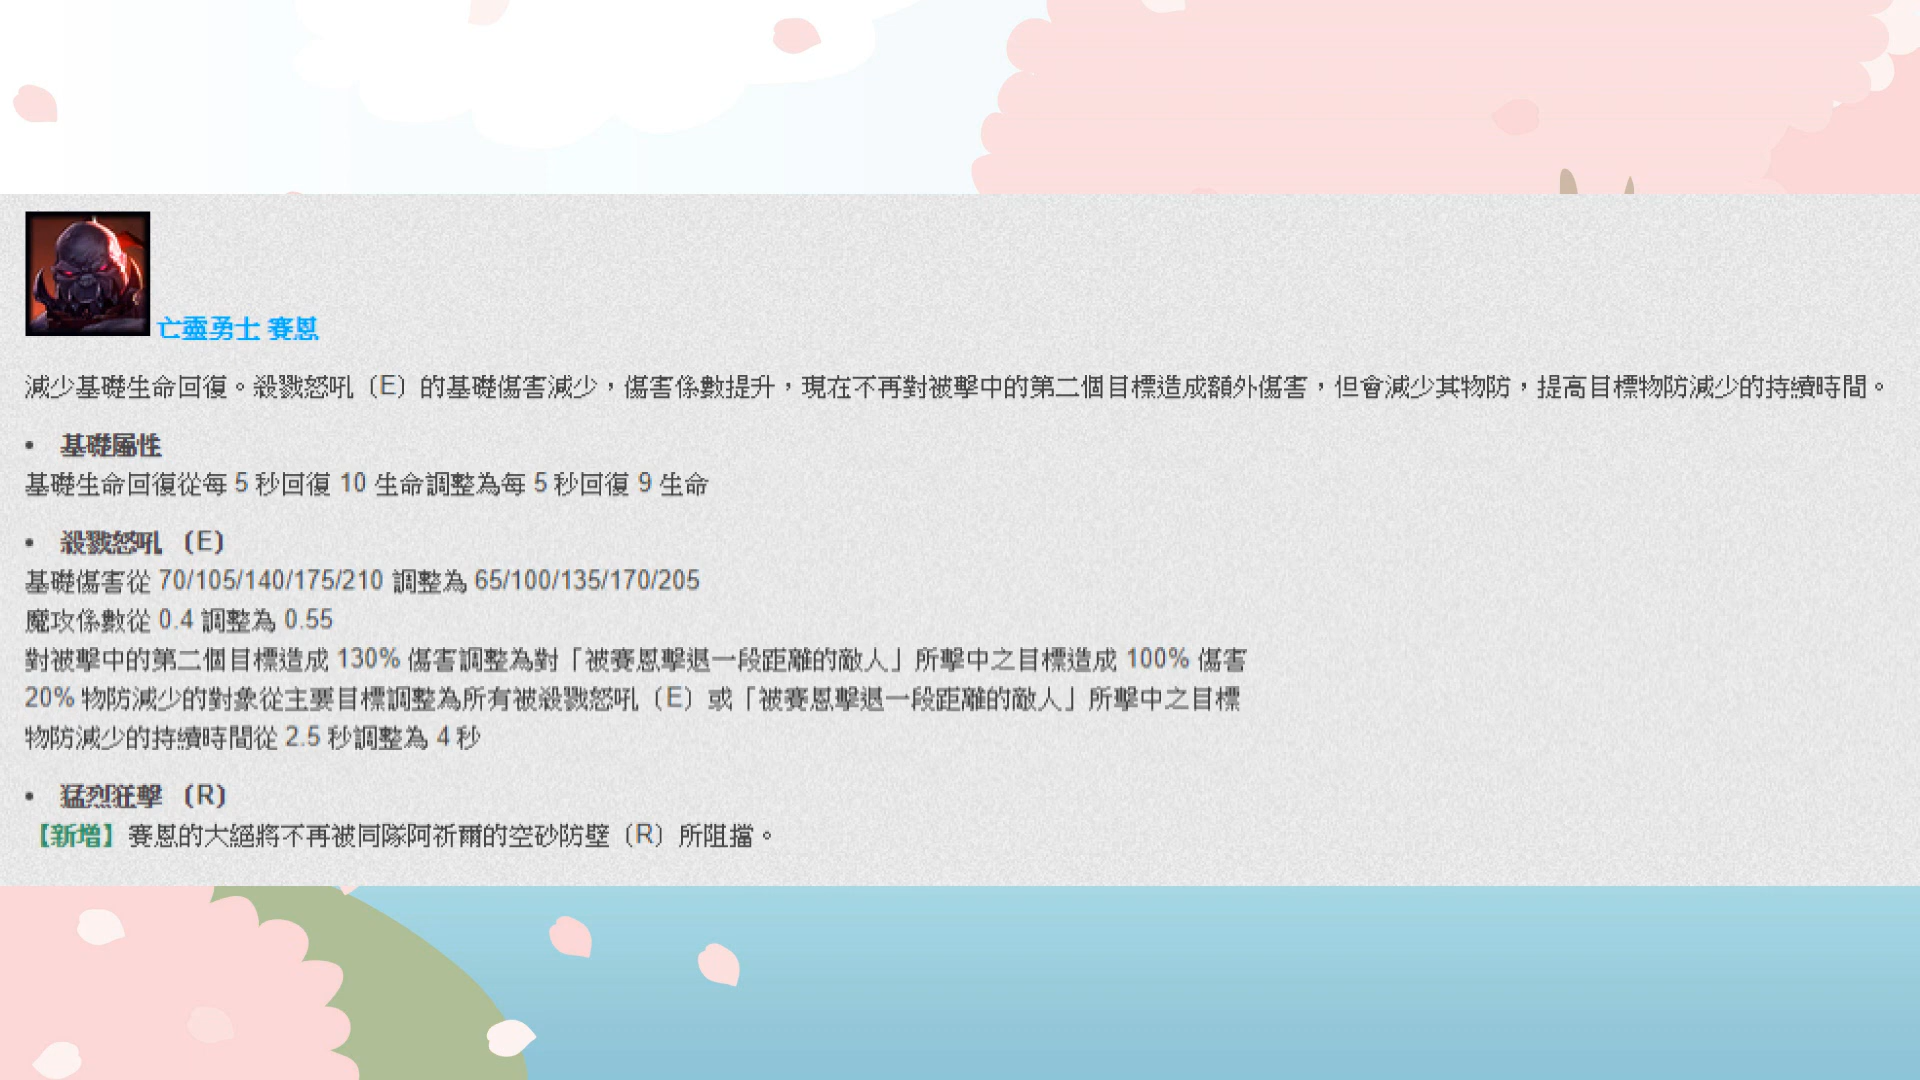 亡靈勇士 賽恩
減少基礎生命回復。殺戮怒吼（E）的基礎傷害減少，傷害係數提升，現在不再對被擊中的第二個目標造成額外傷害，但會減少其物防，提高目標物防減少的持續時間。
• 基礎屬性
基礎生命回復從每 5 秒回復 10 生命調整為每 5 秒回復 9 生命
• 殺戮怒吼 （E）
基礎傷害從 70/105/140/175/210 調整為 65/100/135/170/205
魔攻係數從 0.4 調整為 0.55
對被擊中的第二個目標造成 130% 傷害調整為對「被賽恩擊退一段距離的敵人」所擊中之目標造成 100% 傷害
20% 物防減少的對象從主要目標調整為所有被殺戮怒吼（E）或「被賽恩擊退一段距離的敵人」所擊中之目標
物防減少的持續時間從 2.5 秒調整為 4 秒
• 猛烈狂擊 （R）
【新增】賽恩的大絕將不再被同隊阿祈爾的空砂防壁（R）所阻擋。